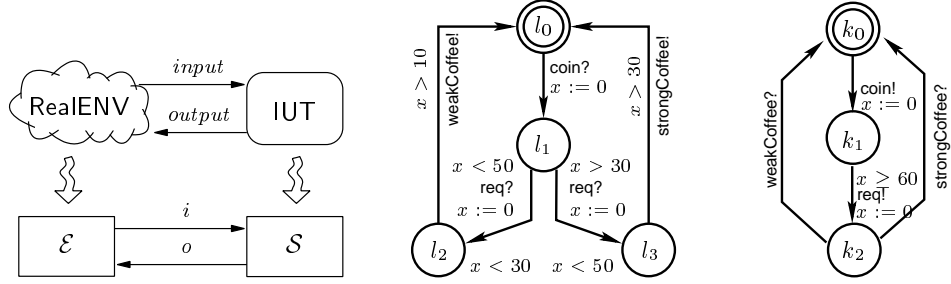 input
RealENV
IUT
output
i
ℰ
𝒮
o
l₀
x > 10
weakCoffee!
coin?
x := 0
x > 30
strongCoffee!
l₁
x < 50
x > 30
req?
req?
x := 0
x := 0
l₂
l₃
x < 30
x < 50
k₀
coin!
x := 0
weakCoffee?
strongCoffee?
k₁
x ≥ 60
req!
x := 0
k₂